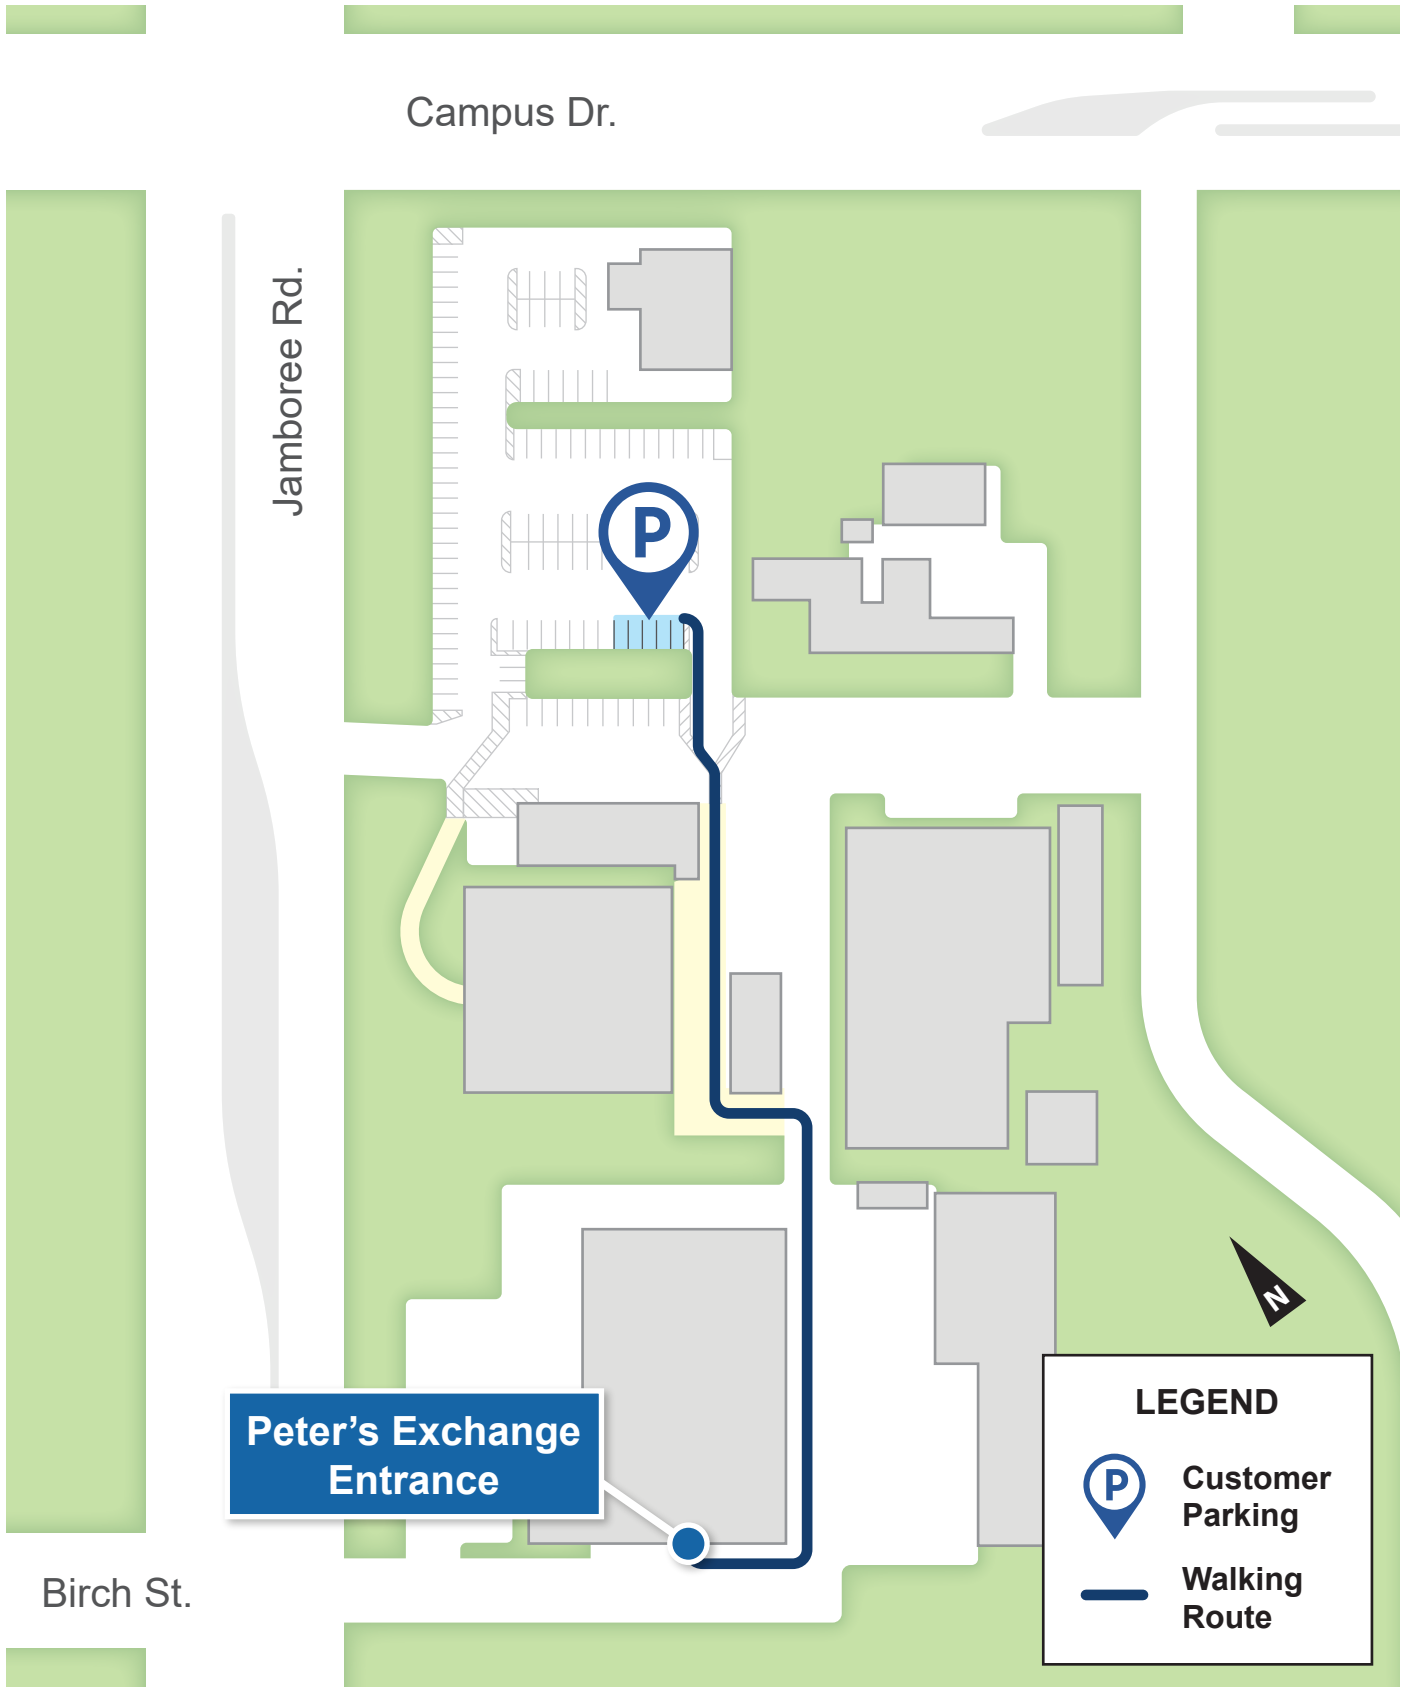 Campus Dr.
Jamboree Rd.
P
N
Peter’s Exchange
Entrance
LEGEND
P
Customer
Parking
Walking
Route
Birch St.